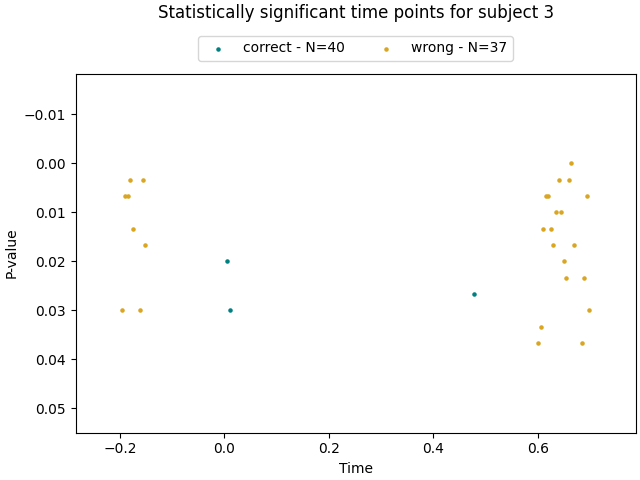 Statistically significant time points for subject 3
correct - N=40
wrong - N=37
−0.01
0.00
0.01
0.02
0.03
0.04
0.05
P-value
−0.2
0.0
0.2
0.4
0.6
Time